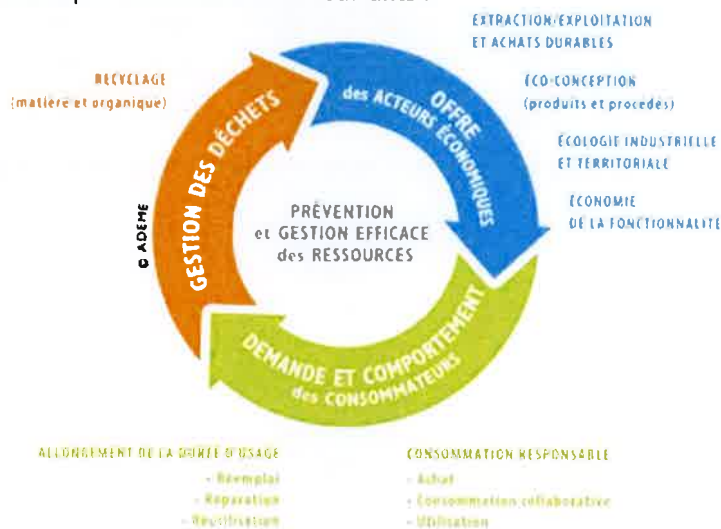 EXTRACTION/EXPLOITATION
ET ACHATS DURABLES
RECYCLAGE
(matière et organique)
ÉCO-CONCEPTION
(produits et procédés)
ÉCOLOGIE INDUSTRIELLE
ET TERRITORIALE
ÉCONOMIE
DE LA FONCTIONNALITÉ
OFFRE
des ACTEURS ÉCONOMIQUES
GESTION DES DÉCHETS
© ADEME
PRÉVENTION
et GESTION EFFICACE
des RESSOURCES
DEMANDE ET COMPORTEMENT
des CONSOMMATEURS
ALLONGEMENT DE LA DURÉE D'USAGE
- Réemploi
- Réparation
- Réutilisation
CONSOMMATION RESPONSABLE
- Achat
- Consommation collaborative
- Utilisation